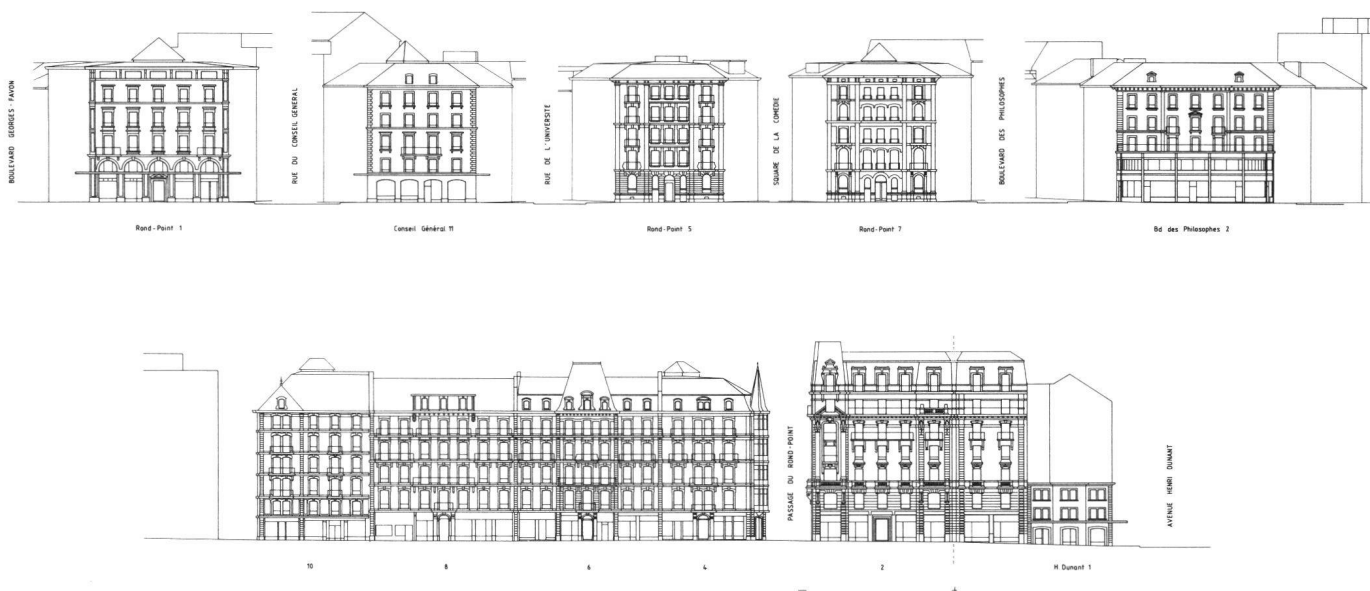 BOULEVARD GEORGES-FAVON
RUE DU CONSEIL GENERAL
RUE DE L'UNIVERSITE
SQUARE DE LA COMEDIE
BOULEVARD DES PHILOSOPHES
Rond-Point 1
Conseil Général 11
Rond-Point 5
Rond-Point 7
Bd des Philosophes 2
PASSAGE DU ROND-POINT
AVENUE HENRI DUNANT
10
8
6
4
2
H. Dunant 1